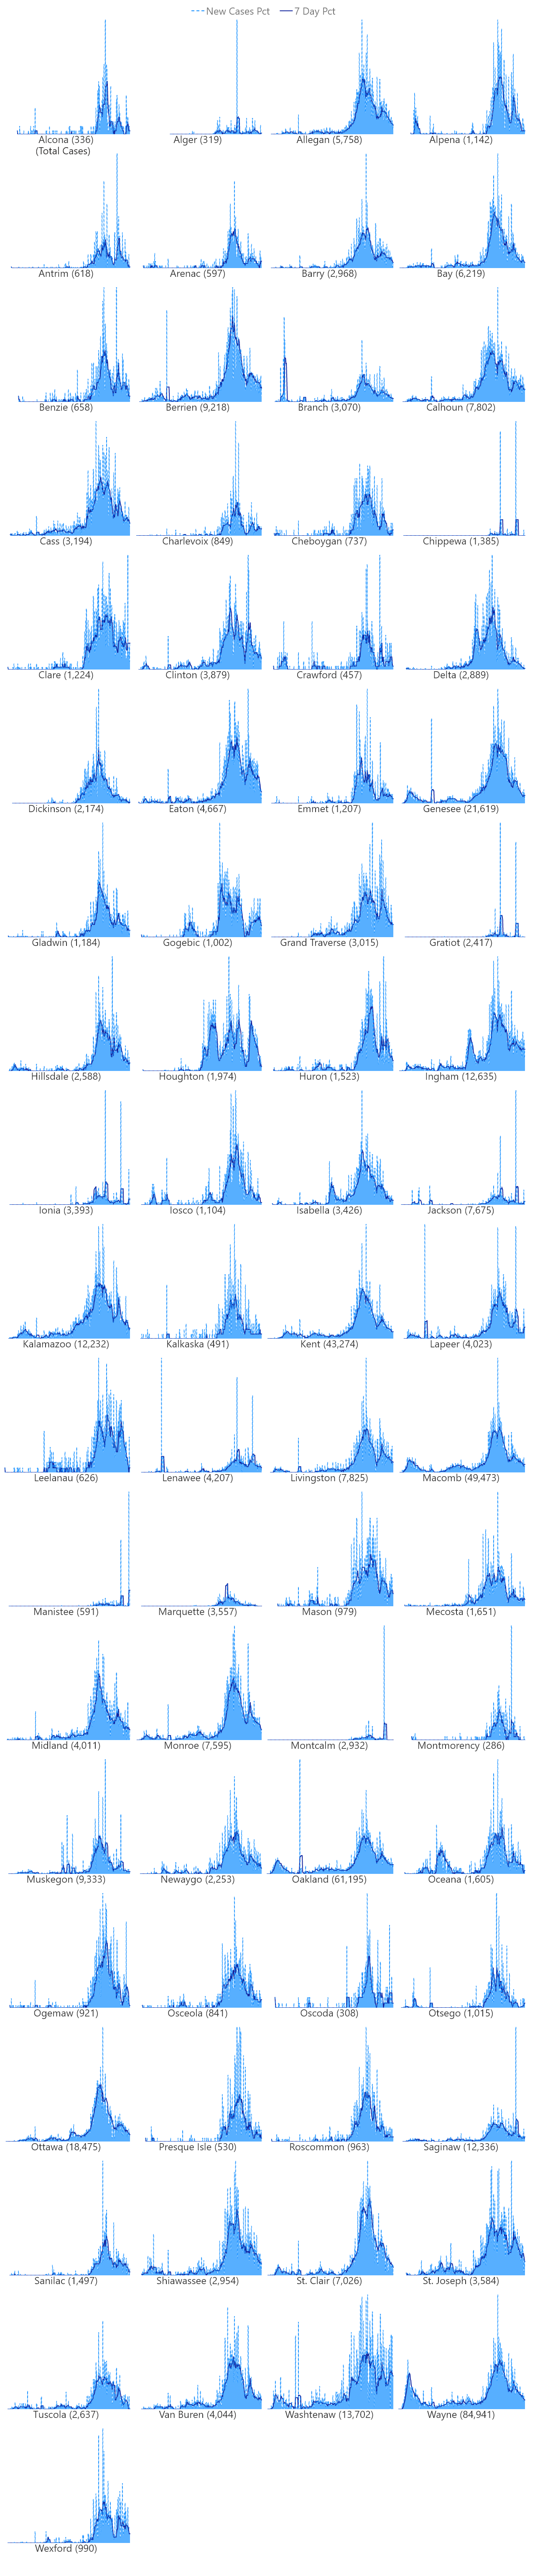 New Cases Pct 7 Day Pct
Alcona (336) Alger (319) Allegan (5,758) Alpena (1,142)
(Total Cases)
Antrim (618) Arenac (597) Barry (2,968) Bay (6,219)
Benzie (658) Berrien (9,218) Branch (3,070) Calhoun (7,802)
Cass (3,194) Charlevoix (849) Cheboygan (737) Chippewa (1,385)
Clare (1,224) Clinton (3,879) Crawford (457) Delta (2,889)
Dickinson (2,174) Eaton (4,667) Emmet (1,207) Genesee (21,619)
Gladwin (1,184) Gogebic (1,002) Grand Traverse (3,015) Gratiot (2,417)
Hillsdale (2,588) Houghton (1,974) Huron (1,523) Ingham (12,635)
Ionia (3,393) Iosco (1,104) Isabella (3,426) Jackson (7,675)
Kalamazoo (12,232) Kalkaska (491) Kent (43,274) Lapeer (4,023)
Leelanau (626) Lenawee (4,207) Livingston (7,825) Macomb (49,473)
Manistee (591) Marquette (3,557) Mason (979) Mecosta (1,651)
Midland (4,011) Monroe (7,595) Montcalm (2,932) Montmorency (286)
Muskegon (9,333) Newaygo (2,253) Oakland (61,195) Oceana (1,605)
Ogemaw (921) Osceola (841) Oscoda (308) Otsego (1,015)
Ottawa (18,475) Presque Isle (530) Roscommon (963) Saginaw (12,336)
Sanilac (1,497) Shiawassee (2,954) St. Clair (7,026) St. Joseph (3,584)
Tuscola (2,637) Van Buren (4,044) Washtenaw (13,702) Wayne (84,941)
Wexford (990)